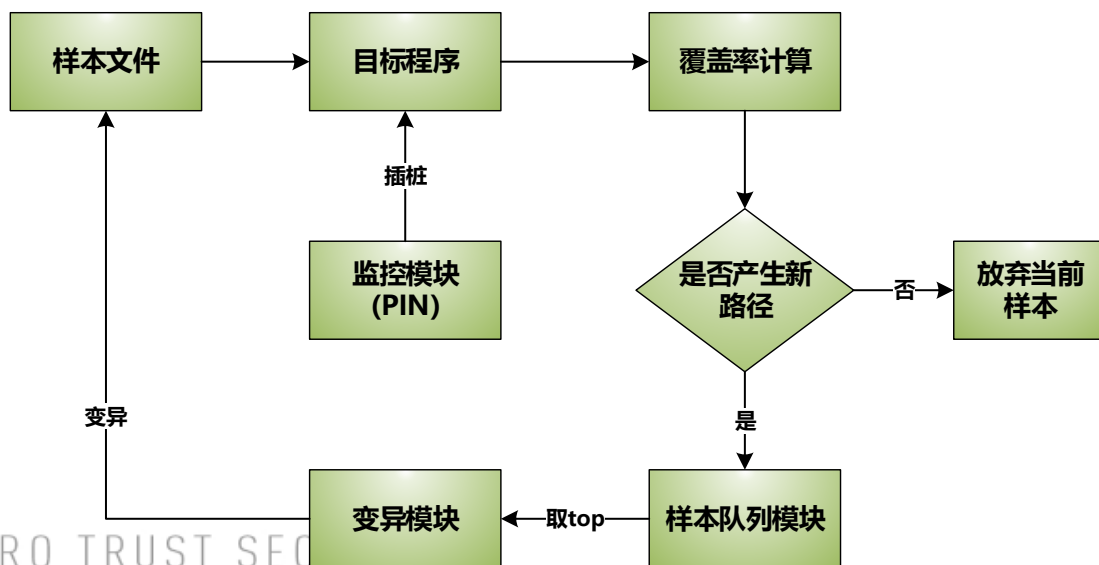 样本文件
目标程序
覆盖率计算
插桩
监控模块
(PIN)
是否产生新
路径
否
放弃当前
样本
变异
是
变异模块
取top
样本队列模块
RO TRUST SEC